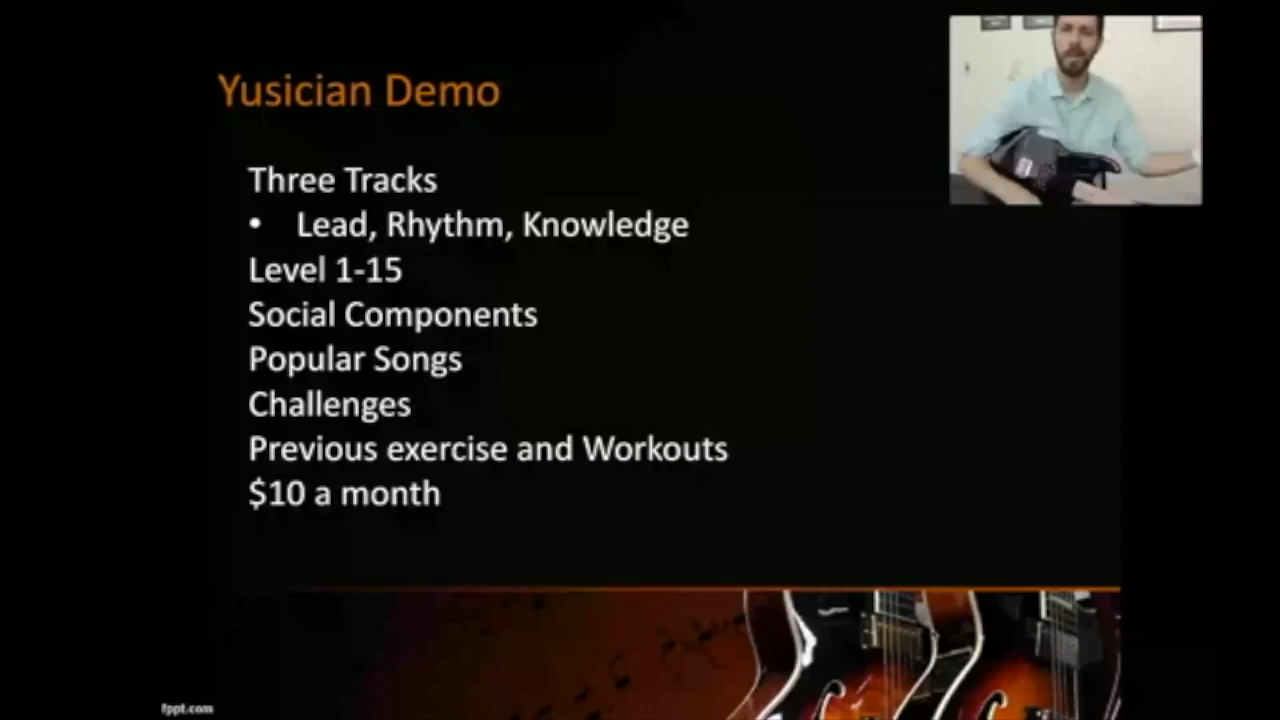 Yusician Demo
Three Tracks
• Lead, Rhythm, Knowledge
Level 1-15
Social Components
Popular Songs
Challenges
Previous exercise and Workouts
$10 a month
fppt.com